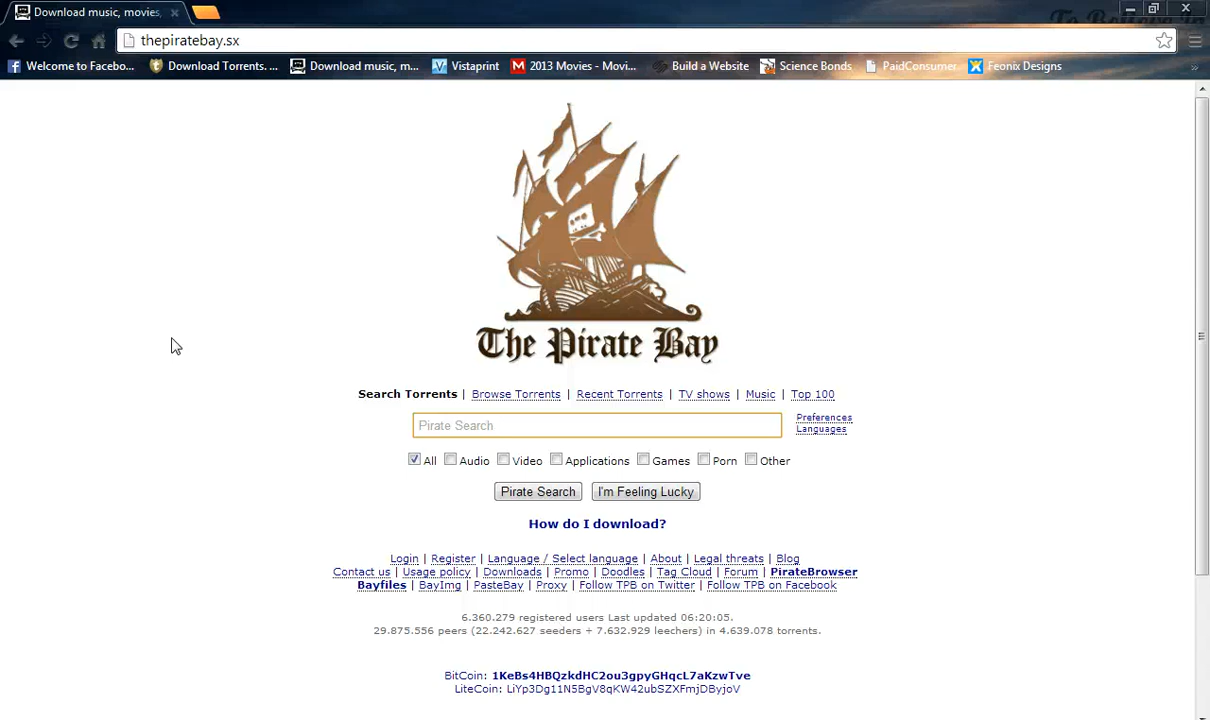 Download music, movies,
To Believe In
thepiratebay.sx
Welcome to Facebo... Download Torrents. ... Download music, m... Vistaprint 2013 Movies - Movi... Build a Website Science Bonds PaidConsumer. Feonix Designs »
The Pirate Bay
Search Torrents | Browse Torrents | Recent Torrents | TV shows | Music | Top 100
Pirate Search
Preferences
Languages
All Audio Video Applications Games Porn Other
Pirate Search I'm Feeling Lucky
How do I download?
Login | Register | Language / Select language | About | Legal threats | Blog
Contact us | Usage policy | Downloads | Promo | Doodles | Tag Cloud | Forum | PirateBrowser
Bayfiles | BayImg | PasteBay | Proxy | Follow TPB on Twitter | Follow TPB on Facebook
6.360.279 registered users Last updated 06:20:05.
29.875.556 peers (22.242.627 seeders + 7.632.929 leechers) in 4.639.078 torrents.
BitCoin: 1KeBs4HBQzkdHC2ou3gpyGHqcL7aKzwTve
LiteCoin: LiYp3Dg11N5BgV8qKW42ubSZXFmjDByjoV